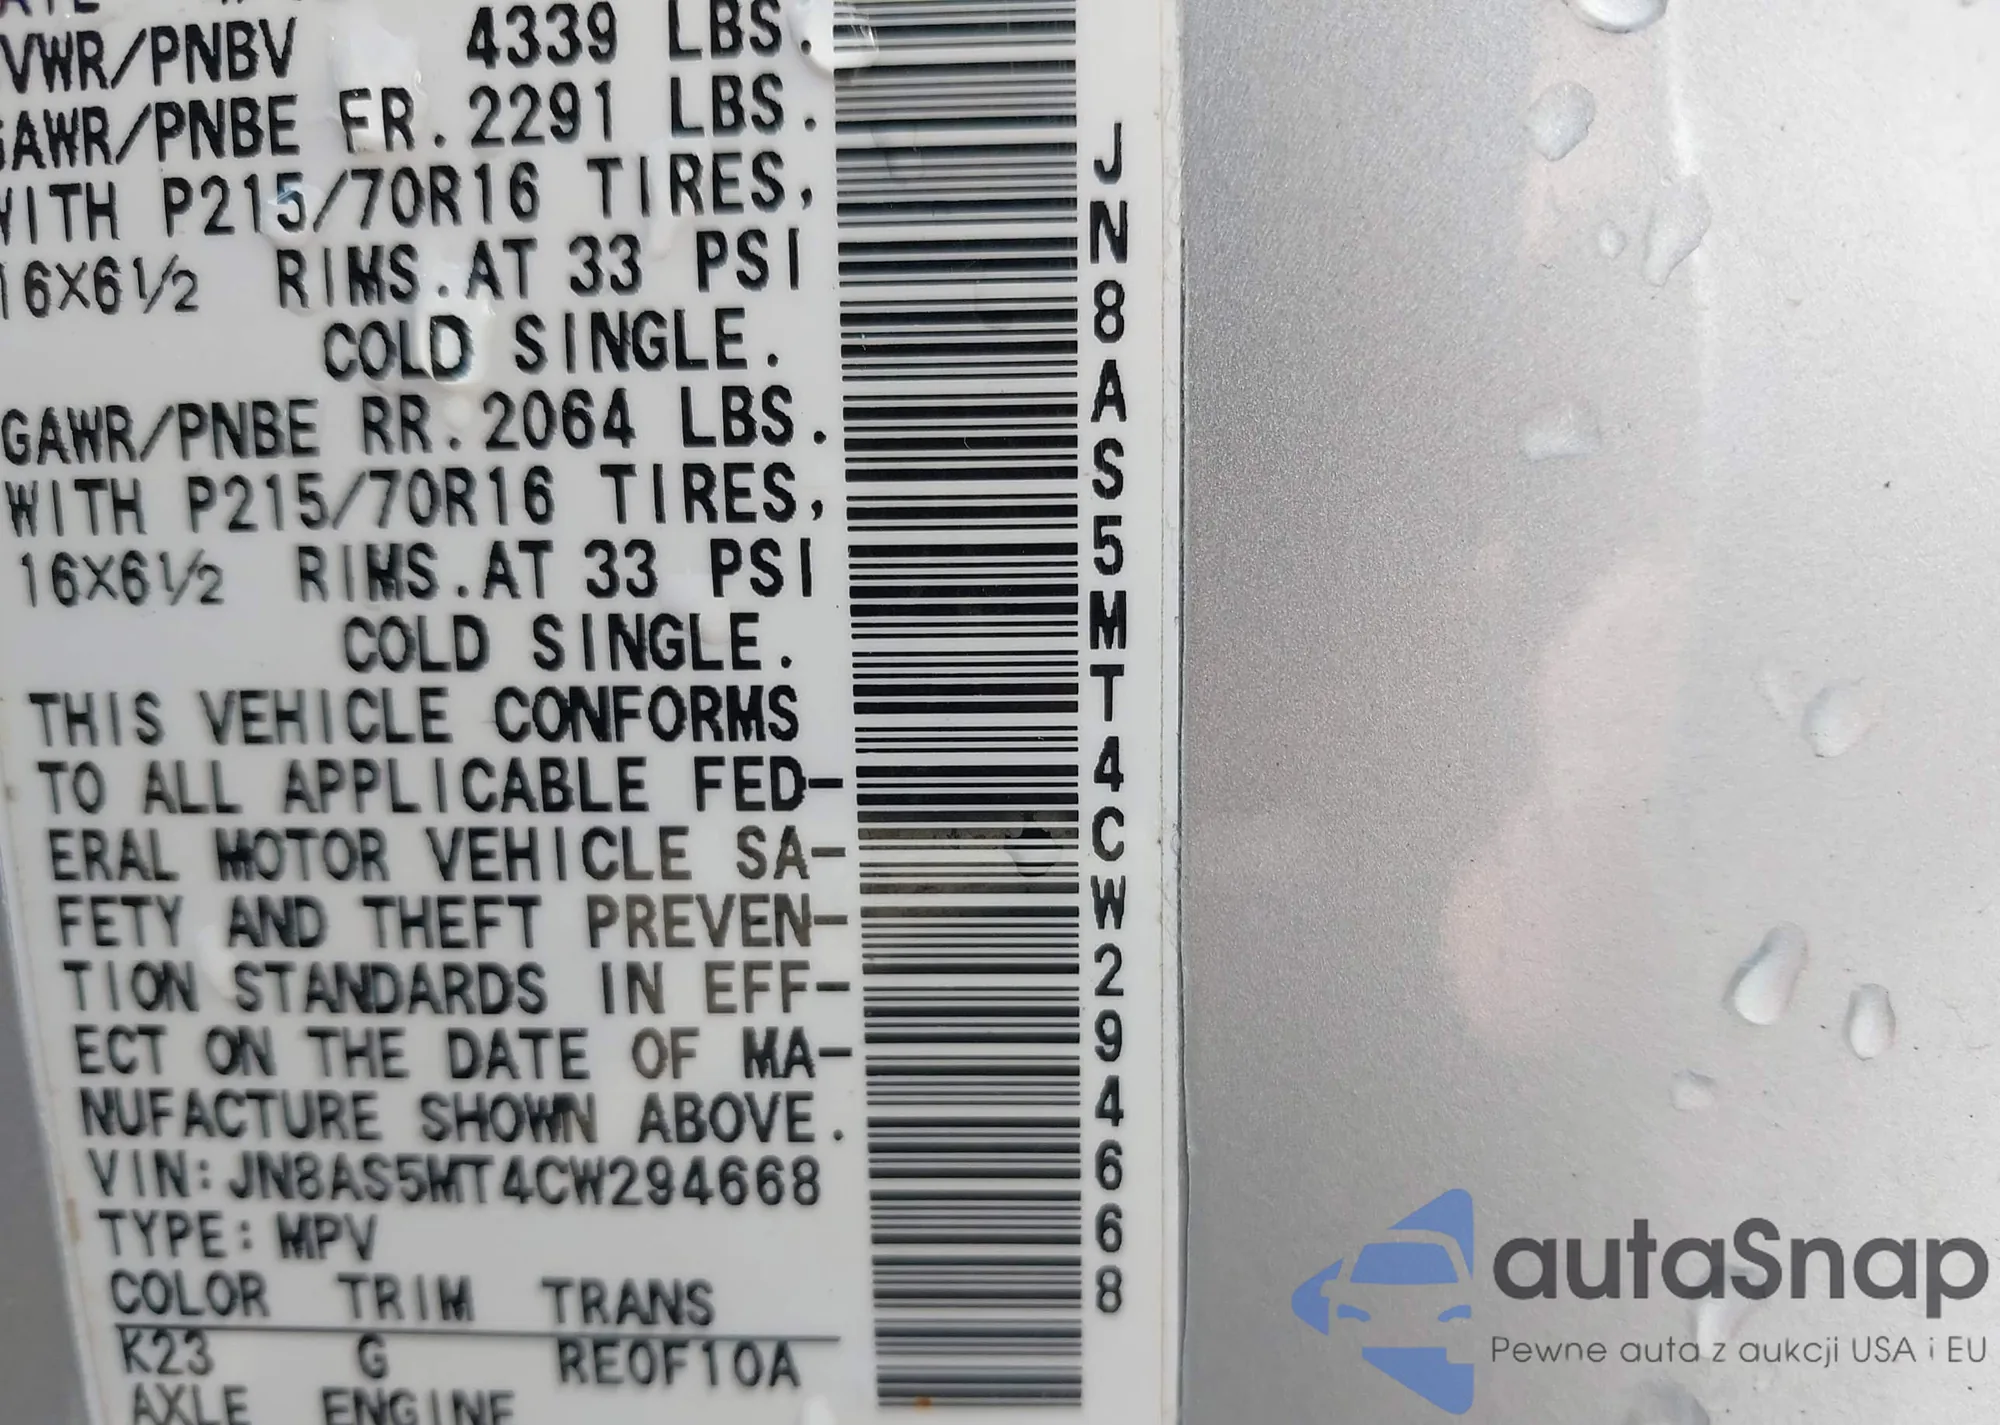 VWR/PNBV 4339 LBS.
GAWR/PNBE FR. 2291 LBS.
WITH P215/70R16 TIRES,
16X6 1/2 RIMS. AT 33 PSI
COLD SINGLE.
GAWR/PNBE RR. 2064 LBS.
WITH P215/70R16 TIRES,
16X6 1/2 RIMS. AT 33 PSI
COLD SINGLE.
THIS VEHICLE CONFORMS
TO ALL APPLICABLE FED-
ERAL MOTOR VEHICLE SA-
FETY AND THEFT PREVEN-
TION STANDARDS IN EFF-
ECT ON THE DATE OF MA-
NUFACTURE SHOWN ABOVE.
VIN: JN8AS5MT4CW294668
TYPE: MPV
COLOR TRIM TRANS
K23 G RE0F10A
AXLE ENGINE
JN8AS5MT4CW294668
autaSnap
Pewne auta z aukcji USA i EU